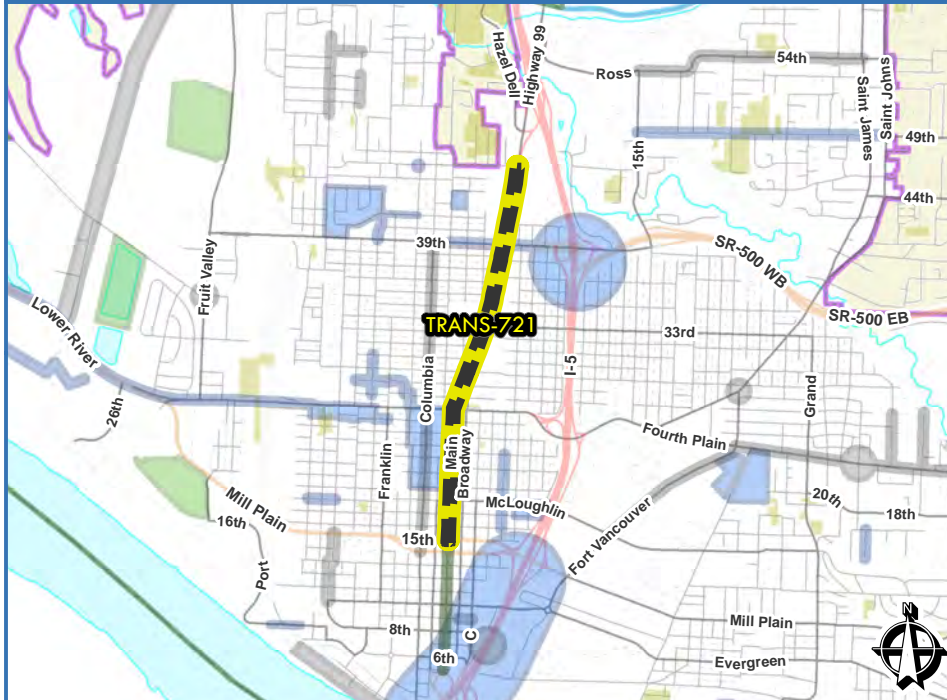 Hazel Dell
Highway 99
Ross
54th
Saint James
Saint Johns
49th
15th
44th
39th
SR-500 WB
SR-500 EB
Fruit Valley
Lower River
TRANS-721
33rd
I-5
Columbia
26th
Grand
Main
Broadway
Franklin
Fourth Plain
McLoughlin
Mill Plain
16th
20th
18th
15th
Fort Vancouver
Port
8th
C
Mill Plain
6th
Evergreen
N